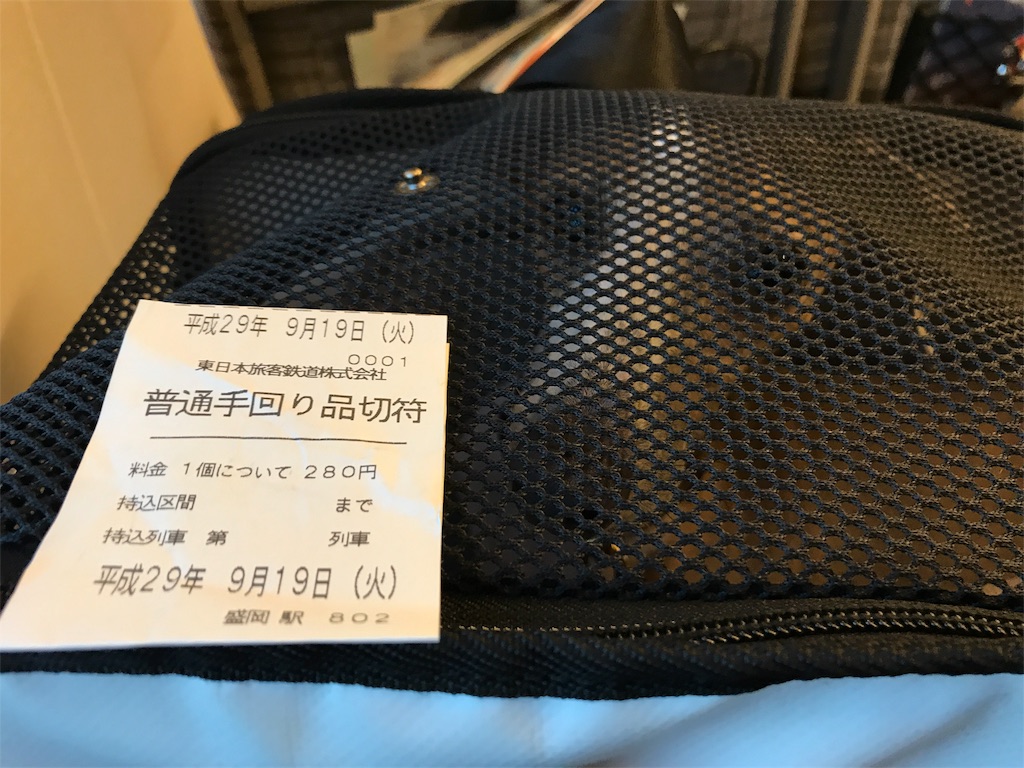 平成29年 9月19日（火）
0001
東日本旅客鉄道株式会社
普通手回り品切符
料金 1個について 280円
持込区間 まで
持込列車 第 列車
平成29年 9月19日（火）
盛岡駅 802